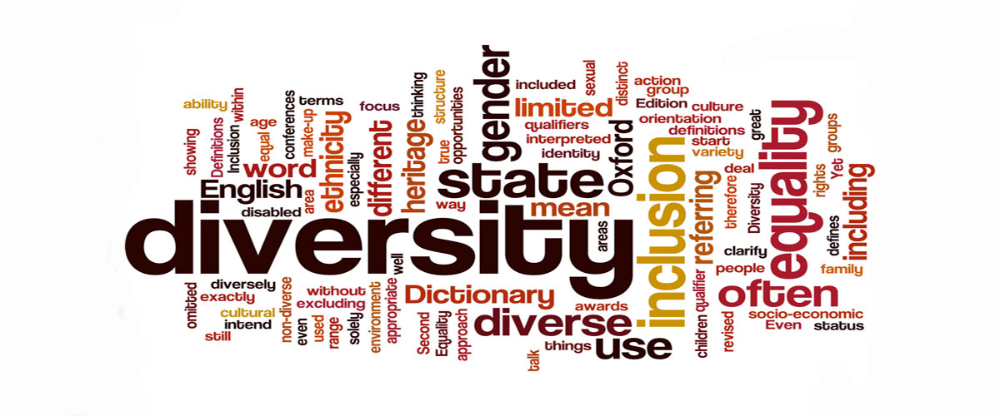 diversity
state
inclusion
equality
gender
often
diverse
use
English
word
ethnicity
different
heritage
limited
Oxford
mean
Dictionary
referring
including
ability
within
showing
Definitions
Inclusion
age
equal
conferences
terms
make-up
area
disabled
especially
focus
thinking
structure
true
opportunities
way
included
sexual
distinct
qualifiers
interpreted
identity
action
group
Edition
culture
orientation
definitions
start
variety
great
deal
therefore
Diversity
groups
Yet
rights
defines
clarify
people
family
areas
well
omitted
diversely
exactly
cultural
intend
still
non-diverse
even
without
excluding
used
range
solely
environment
appropriate
Second
Equality
approach
awards
things
talk
children
qualifier
revised
socio-economic
Even
status